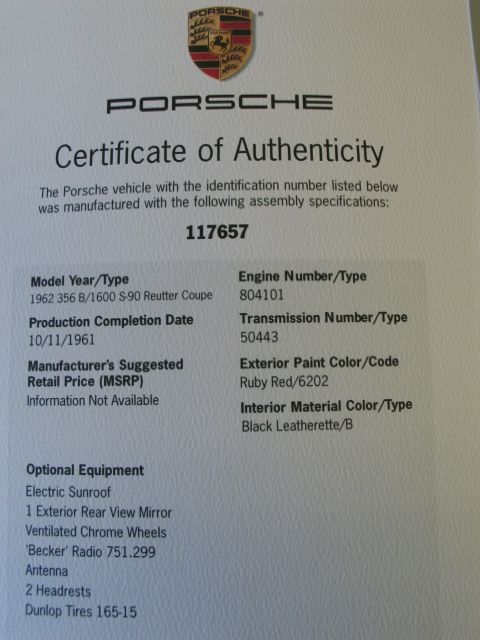 PORSCHE
PORSCHE
Certificate of Authenticity
The Porsche vehicle with the identification number listed below
was manufactured with the following assembly specifications:
117657
Model Year/Type
1962 356 B/1600 S-90 Reutter Coupe
Production Completion Date
10/11/1961
Manufacturer's Suggested
Retail Price (MSRP)
Information Not Available
Engine Number/Type
804101
Transmission Number/Type
50443
Exterior Paint Color/Code
Ruby Red/6202
Interior Material Color/Type
Black Leatherette/B
Optional Equipment
Electric Sunroof
1 Exterior Rear View Mirror
Ventilated Chrome Wheels
'Becker' Radio 751.299
Antenna
2 Headrests
Dunlop Tires 165-15